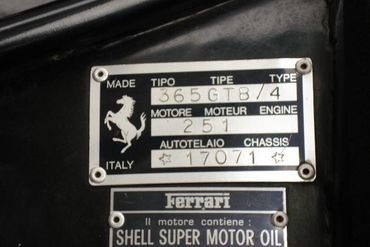 MADE TIPO TIPE TYPE
365GTB/4
MOTORE MOTEUR ENGINE
251
AUTOTELAIO CHASSIS
ITALY ☆ 17071 ☆
Ferrari
Il motore contiene:
SHELL SUPER MOTOR OIL